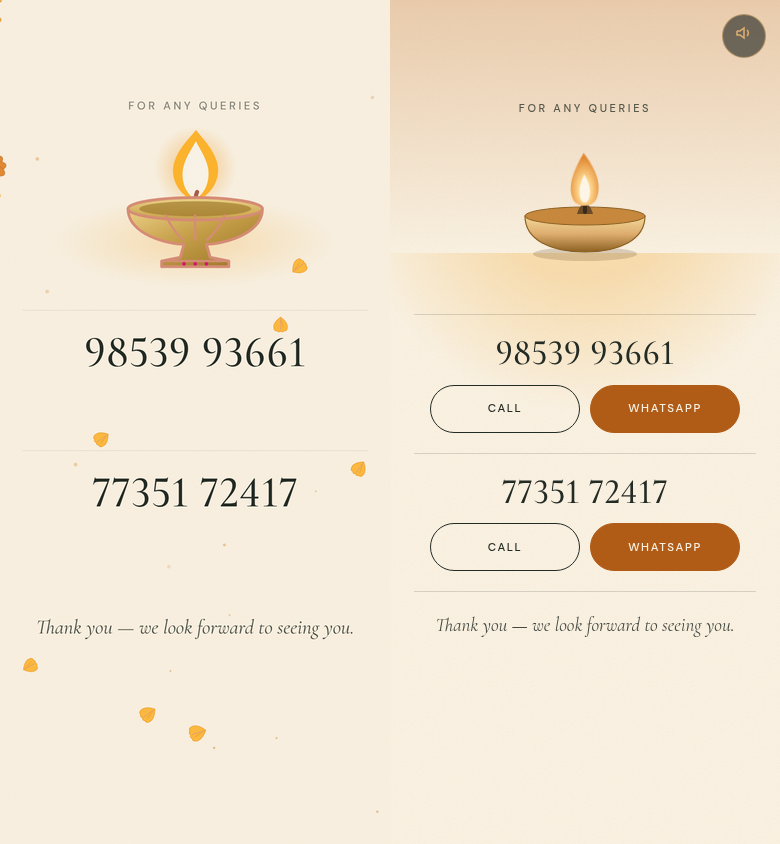 FOR ANY QUERIES
98539 93661
77351 72417
Thank you — we look forward to seeing you.
FOR ANY QUERIES
98539 93661
CALL
WHATSAPP
77351 72417
CALL
WHATSAPP
Thank you — we look forward to seeing you.